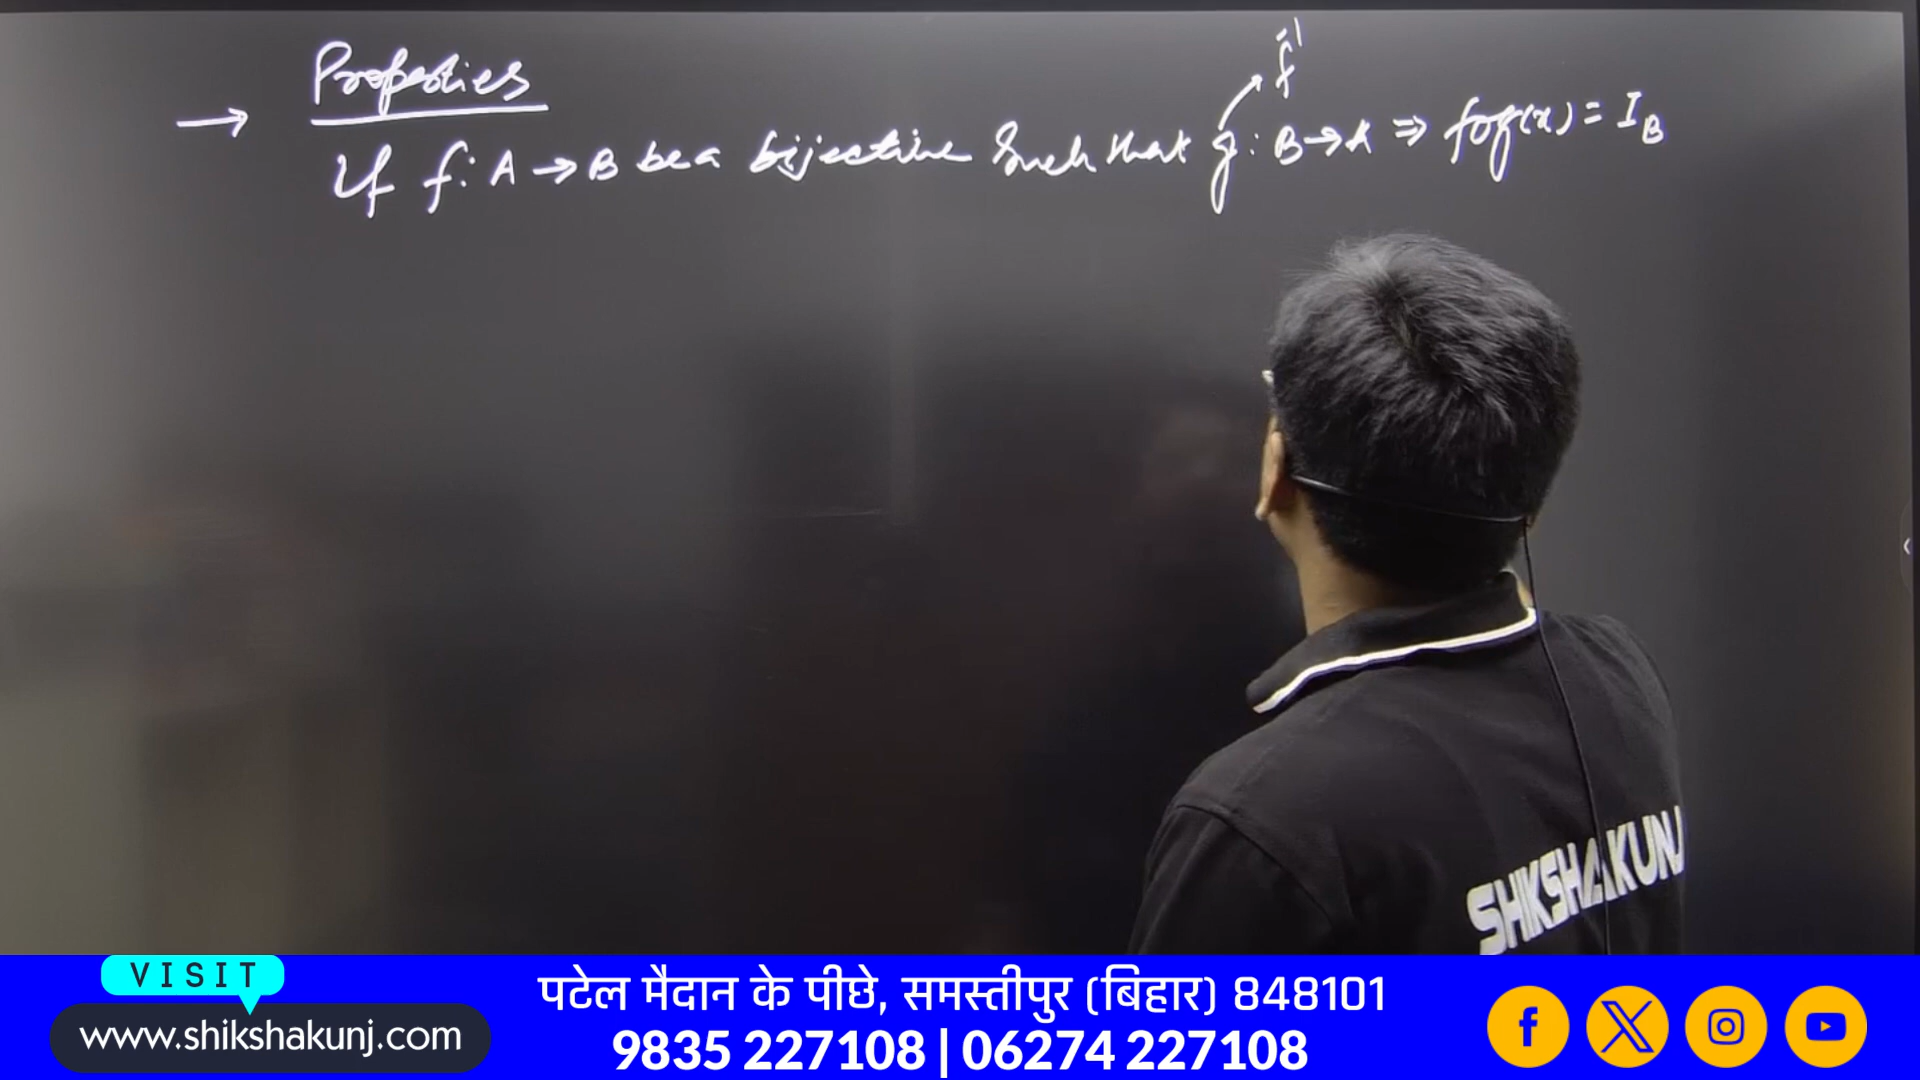 → Properties
If f: A → B be a bijective such that g: B → A ⇒ fog(x) = I_B
f⁻¹
SHIKSHAKUNJ
VISIT
www.shikshakunj.com
पटेल मैदान के पीछे, समस्तीपुर (बिहार) 848101
9835 227108 | 06274 227108